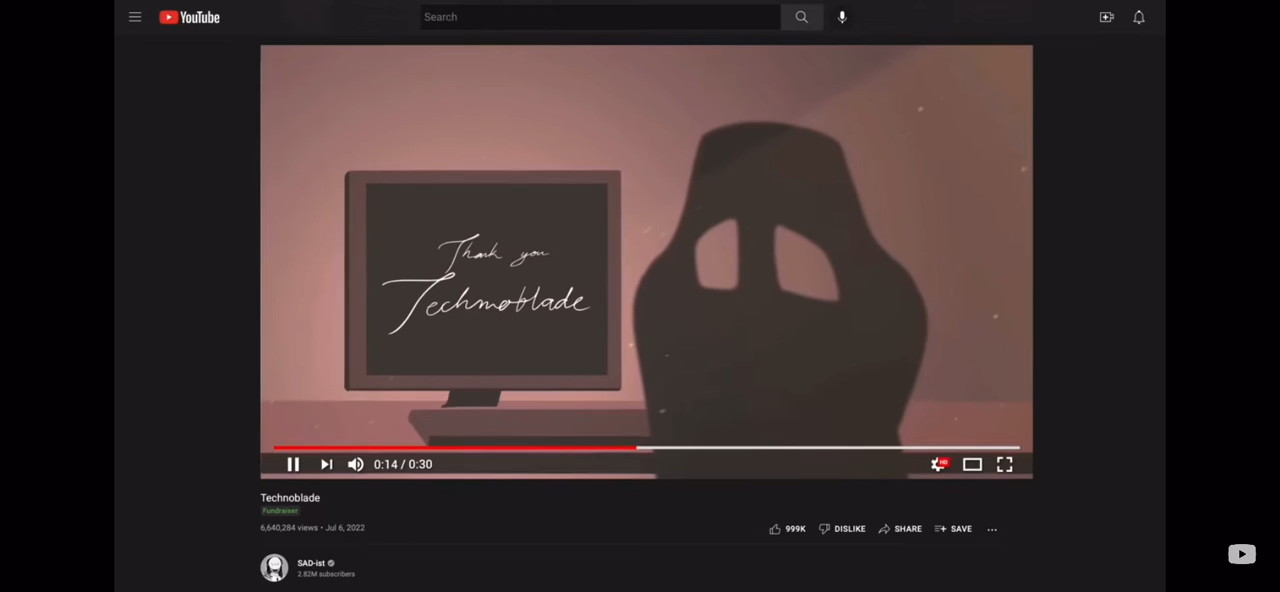 YouTube
Search
Thank you
Technoblade
0:14 / 0:30
HD
Technoblade
Fundraiser
6,640,284 views • Jul 6, 2022
999K DISLIKE SHARE SAVE
SAD-ist
2.82M subscribers